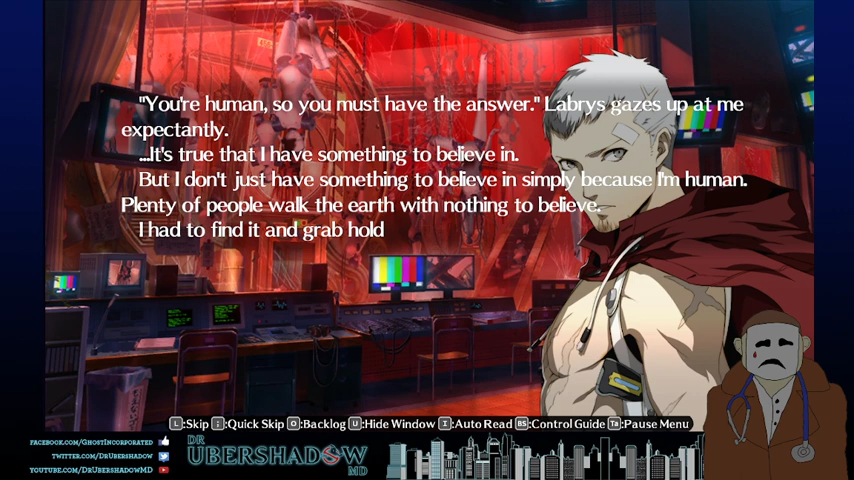 "You're human, so you must have the answer." Labrys gazes up at me
expectantly.
...It's true that I have something to believe in.
But I don't just have something to believe in simply because I'm human.
Plenty of people walk the earth with nothing to believe.
I had to find it and grab hold
L:Skip ;:Quick Skip O:Backlog U:Hide Window I:Auto Read BS:Control Guide Ta:Pause Menu
facebook.com/GhostIncorporated
twitter.com/DrUbershadow
youtube.com/DrUbershadowMD
DR
UBERSHADOW
MD